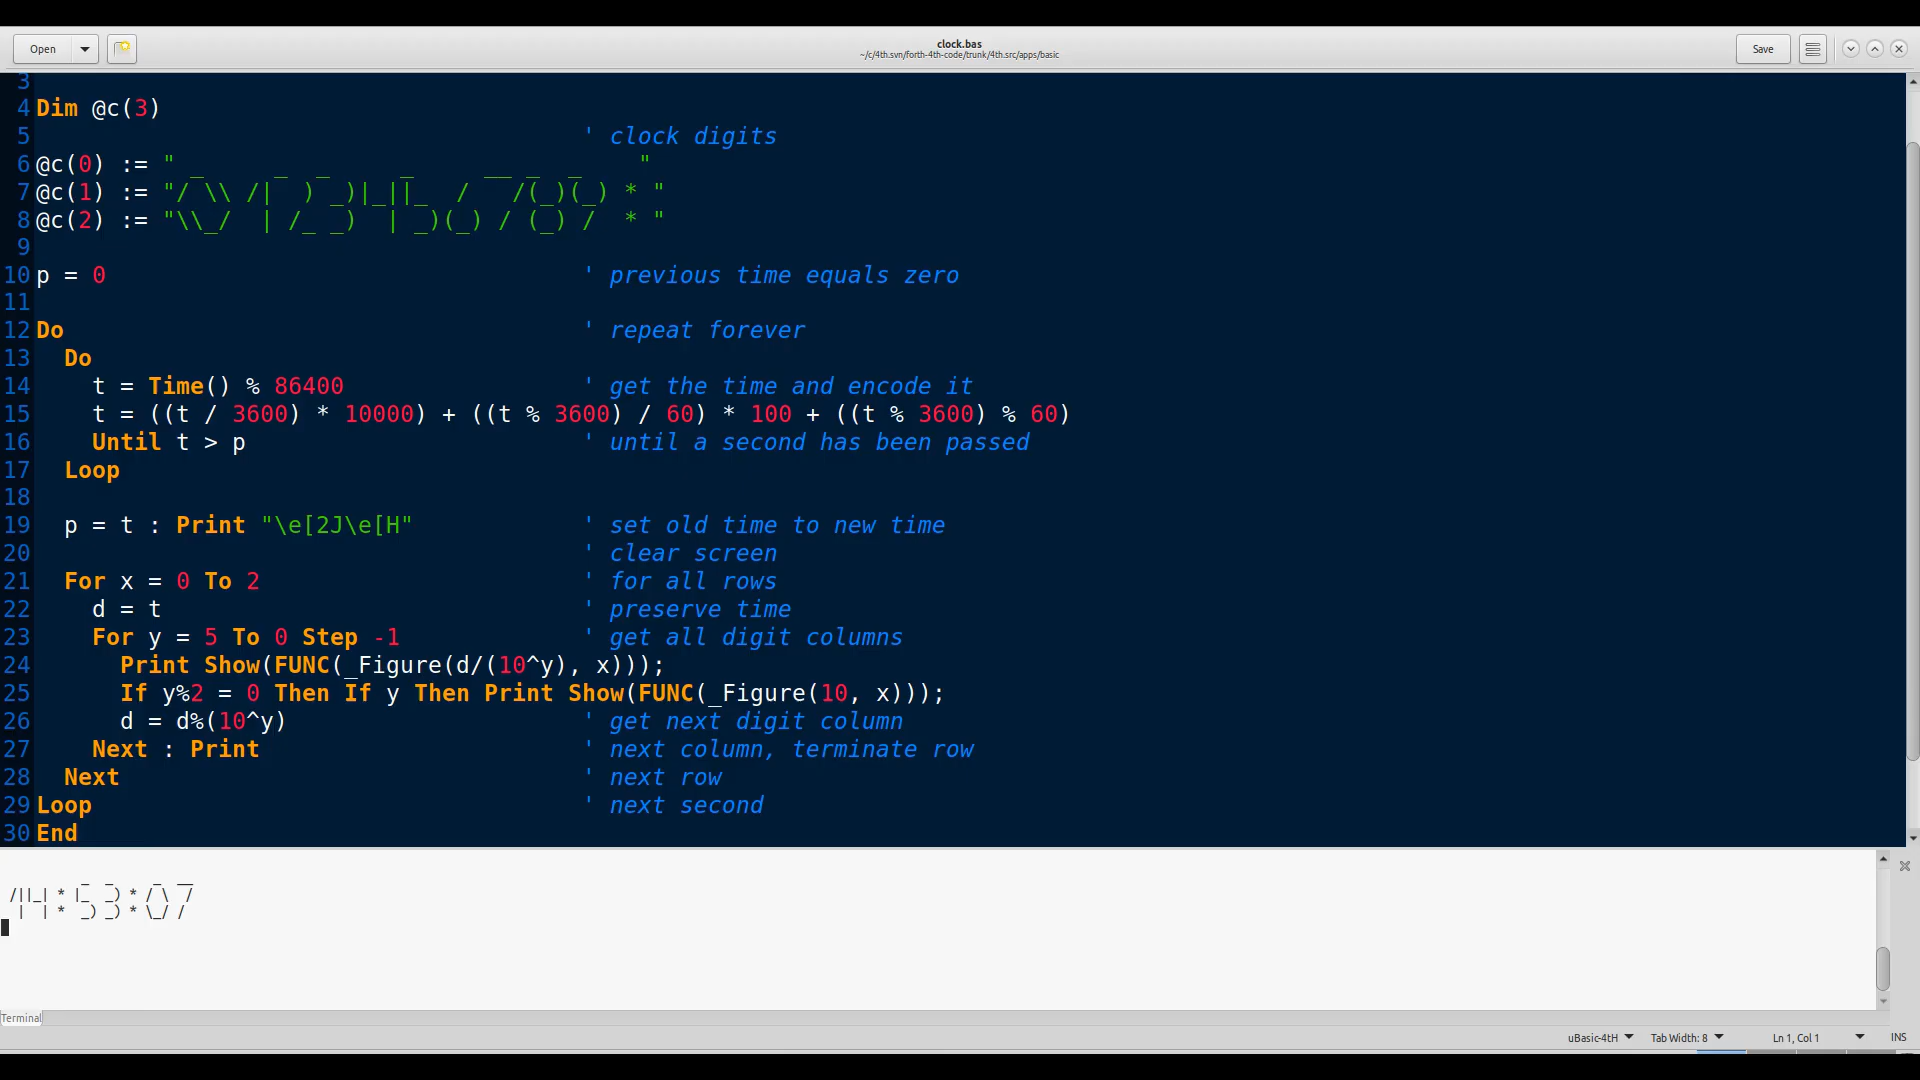 Open
clock.bas
~/c/4th.svn/forth-4th-code/trunk/4th.src/apps/basic
Save
3
4 Dim @c(3)
5                                        ' clock digits
6 @c(0) := " _     _  _     _     __ _  _    "
7 @c(1) := "/ \\ /|  ) _)|_||_  /   /(_)(_) * "
8 @c(2) := "\\_/  | /_ _)  | _)(_) / (_) /  * "
9
10 p = 0                                  ' previous time equals zero
11
12 Do                                     ' repeat forever
13   Do
14     t = Time() % 86400                 ' get the time and encode it
15     t = ((t / 3600) * 10000) + ((t % 3600) / 60) * 100 + ((t % 3600) % 60)
16     Until t > p                        ' until a second has been passed
17   Loop
18
19   p = t : Print "\e[2J\e[H"            ' set old time to new time
20                                        ' clear screen
21   For x = 0 To 2                       ' for all rows
22     d = t                              ' preserve time
23     For y = 5 To 0 Step -1             ' get all digit columns
24       Print Show(FUNC(_Figure(d/(10^y), x)));
25       If y%2 = 0 Then If y Then Print Show(FUNC(_Figure(10, x)));
26       d = d%(10^y)                     ' get next digit column
27     Next : Print                       ' next column, terminate row
28   Next                                 ' next row
29 Loop                                   ' next second
30 End
         _  _     _  __
 /||_| * |_  _) * / \  /
  |  | *  _) _) * \_/ /
Terminal
uBasic-4tH
Tab Width: 8
Ln 1, Col 1
INS